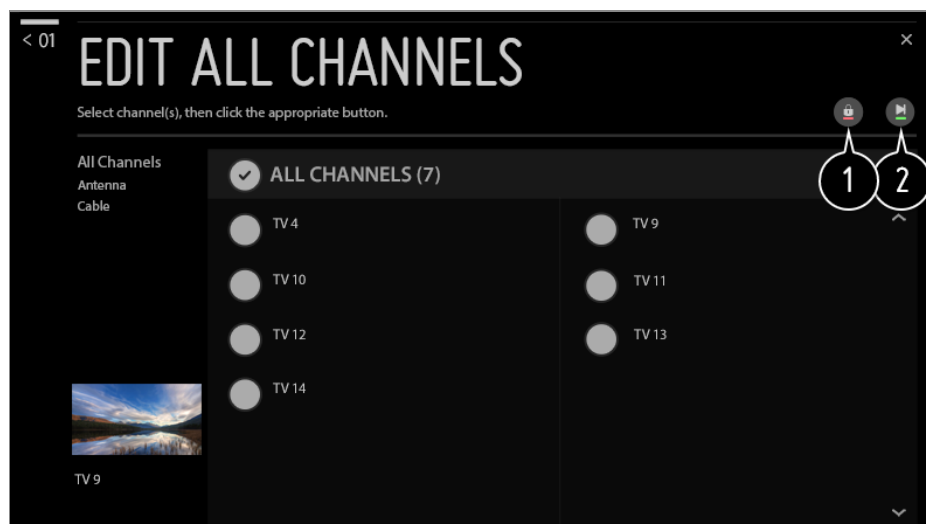 < 01
EDIT ALL CHANNELS
×
Select channel(s), then click the appropriate button.
1
2
All Channels
Antenna
Cable
ALL CHANNELS (7)
TV 4
TV 9
TV 10
TV 11
TV 12
TV 13
TV 14
TV 9